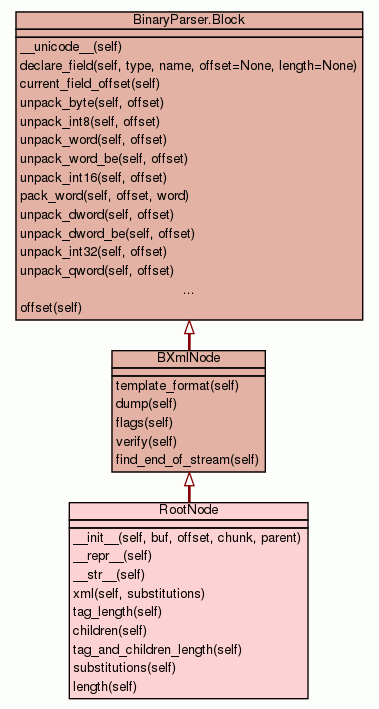 BinaryParser.Block
__unicode__(self)
declare_field(self, type, name, offset=None, length=None)
current_field_offset(self)
unpack_byte(self, offset)
unpack_int8(self, offset)
unpack_word(self, offset)
unpack_word_be(self, offset)
unpack_int16(self, offset)
pack_word(self, offset, word)
unpack_dword(self, offset)
unpack_dword_be(self, offset)
unpack_int32(self, offset)
unpack_qword(self, offset)
...
offset(self)
BXmlNode
template_format(self)
dump(self)
flags(self)
verify(self)
find_end_of_stream(self)
RootNode
__init__(self, buf, offset, chunk, parent)
__repr__(self)
__str__(self)
xml(self, substitutions)
tag_length(self)
children(self)
tag_and_children_length(self)
substitutions(self)
length(self)